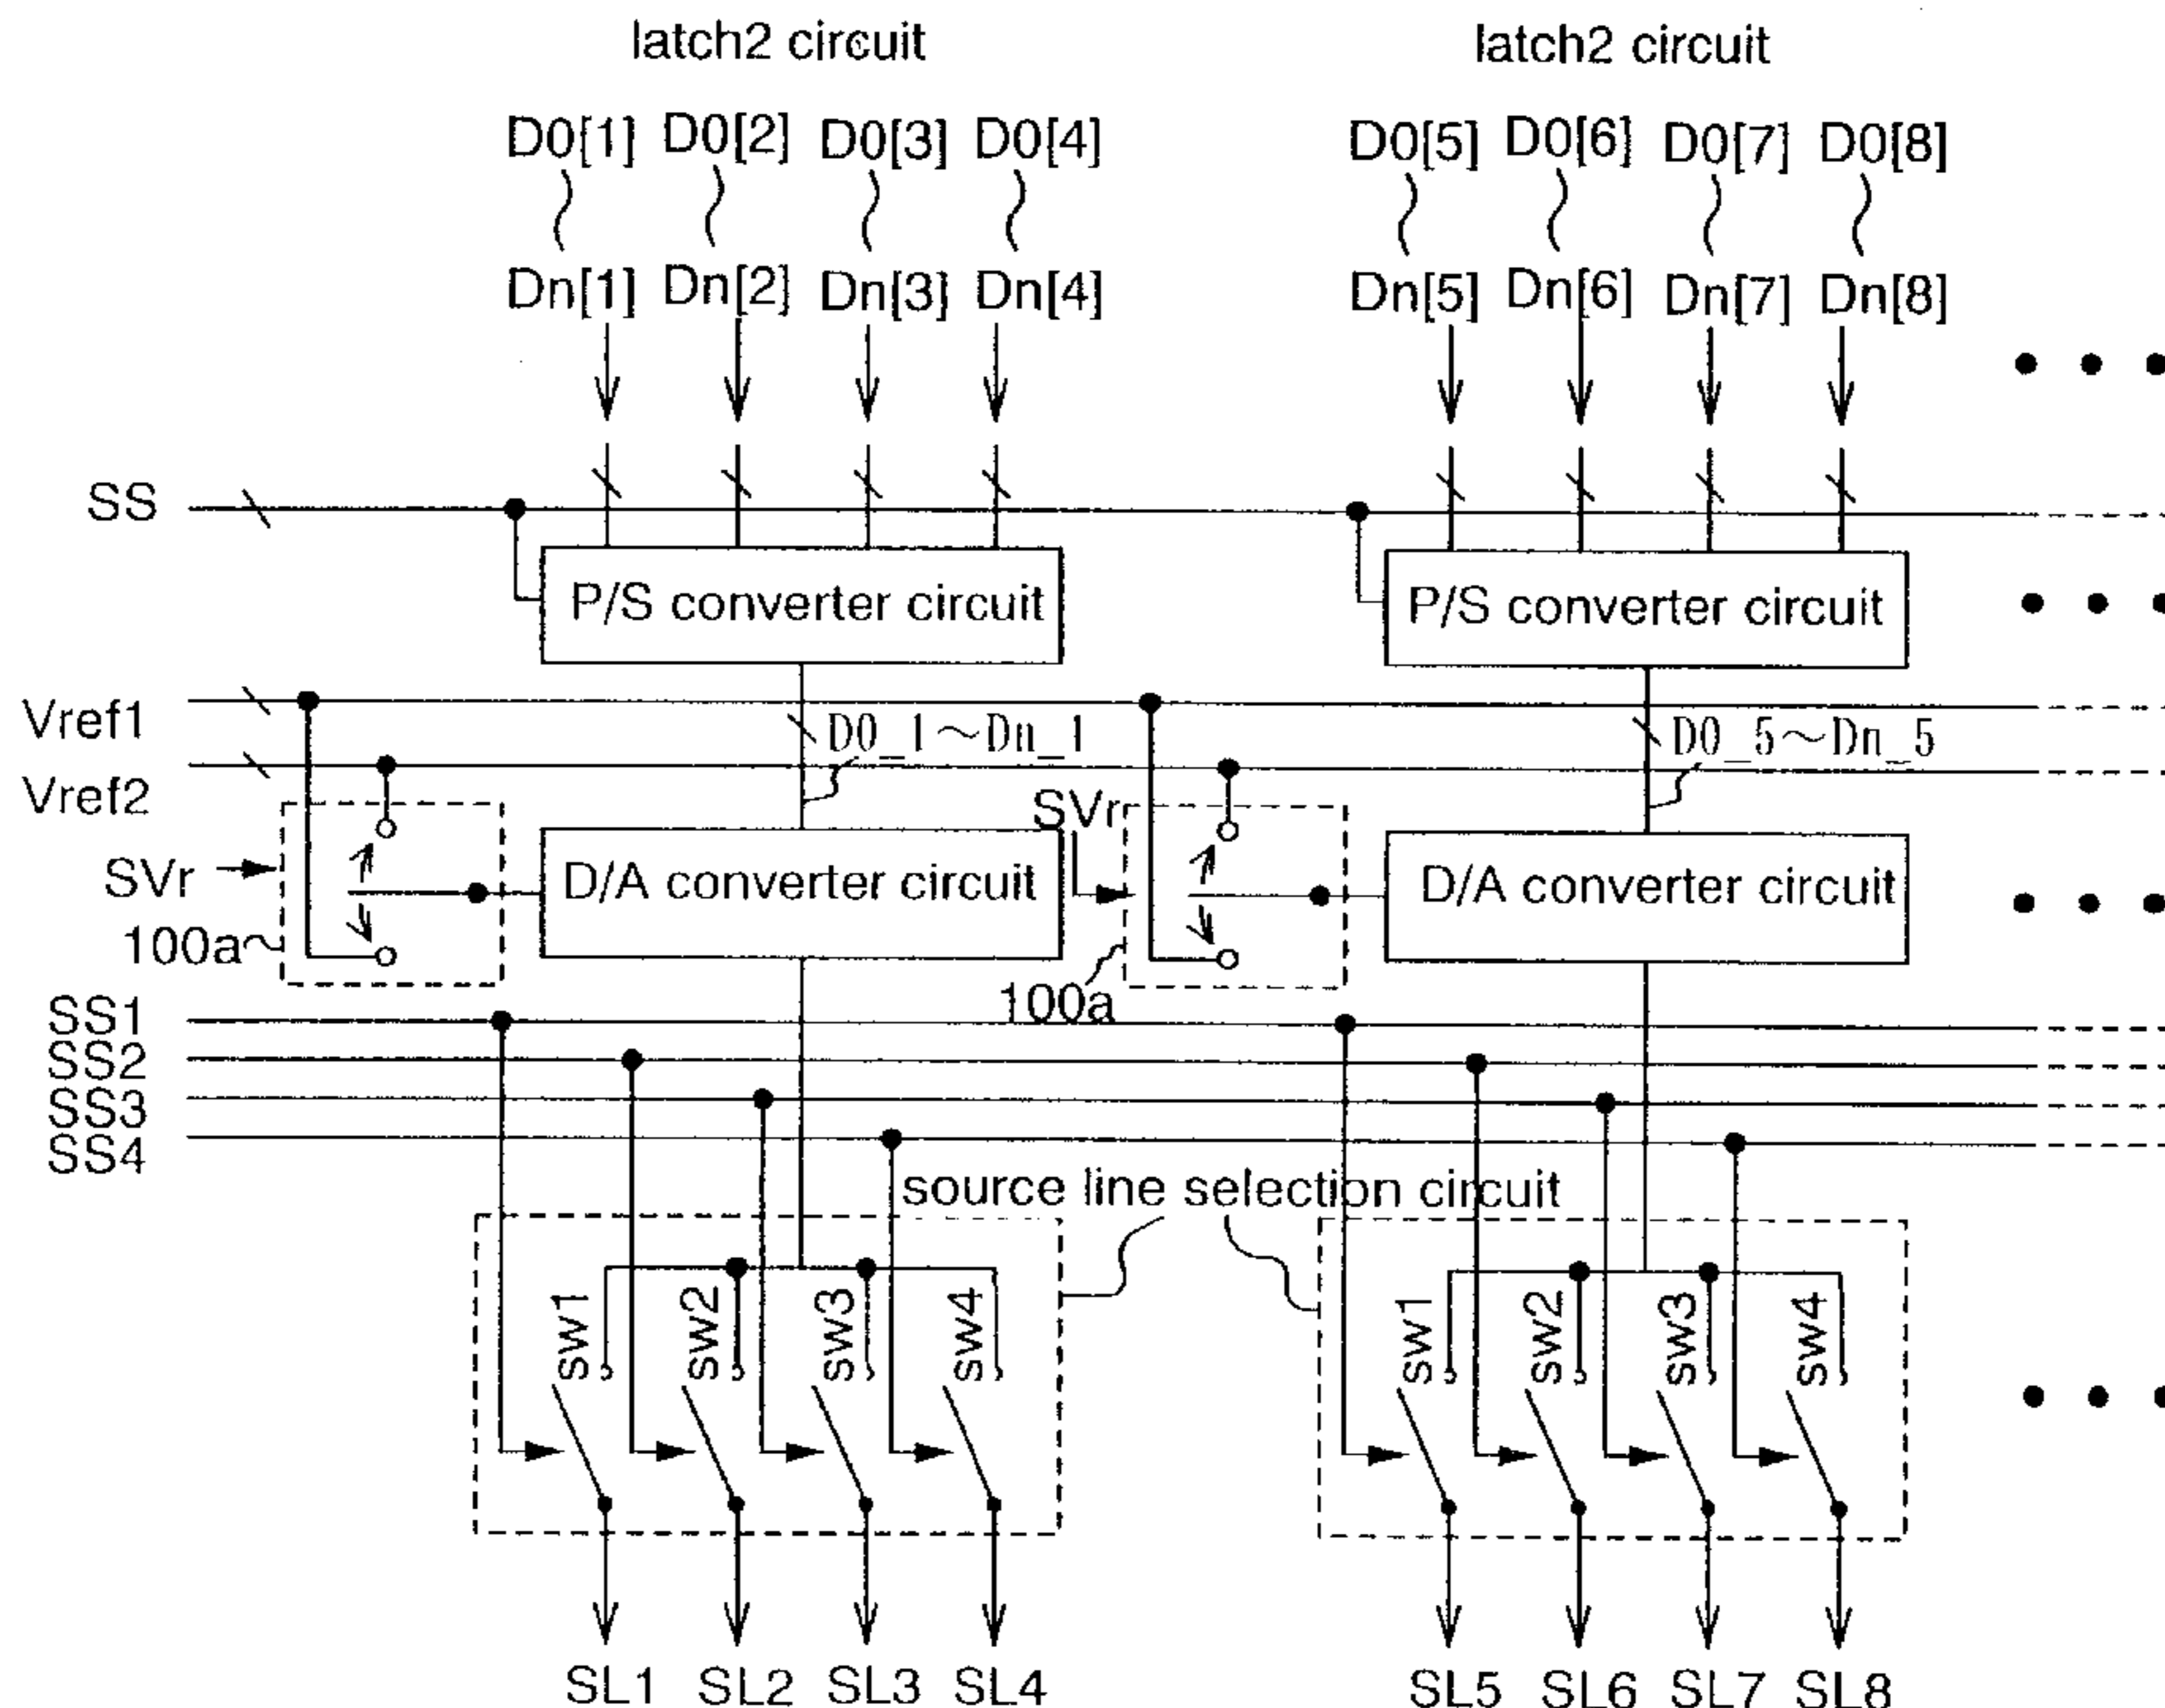 latch2 circuit latch2 circuit
D0[1] D0[2] D0[3] D0[4] D0[5] D0[6] D0[7] D0[8]
Dn[1] Dn[2] Dn[3] Dn[4] Dn[5] Dn[6] Dn[7] Dn[8]
SS
P/S converter circuit P/S converter circuit
Vref1
D0_1~Dn_1 D0_5~Dn_5
Vref2
SVr
SVr
D/A converter circuit D/A converter circuit
100a
100a
SS1
SS2
SS3
SS4
source line selection circuit
sw1 sw2 sw3 sw4 sw1 sw2 sw3 sw4
SL1 SL2 SL3 SL4 SL5 SL6 SL7 SL8